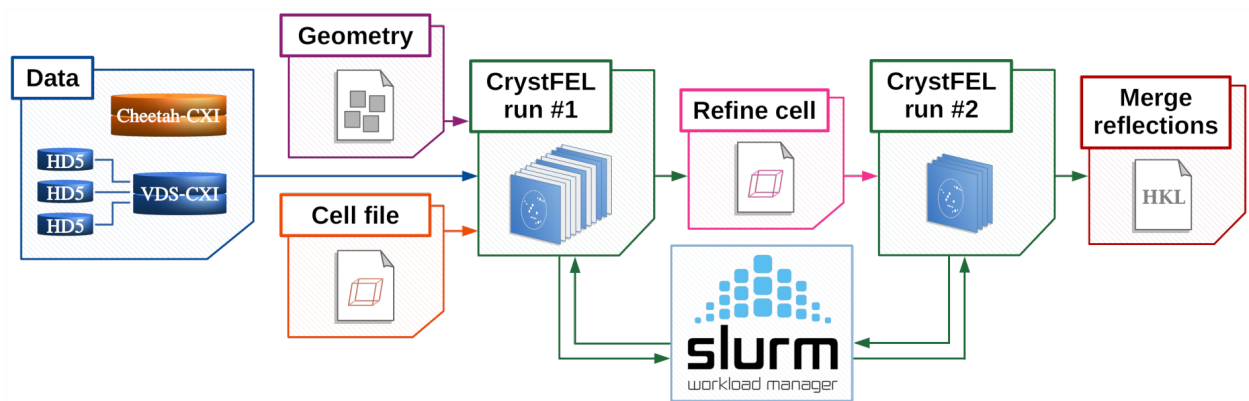 Data
Cheetah-CXI
HD5
HD5
HD5
VDS-CXI
Geometry
Cell file
CrystFEL
run #1
Refine cell
CrystFEL
run #2
Merge
reflections
HKL
slurm
workload manager